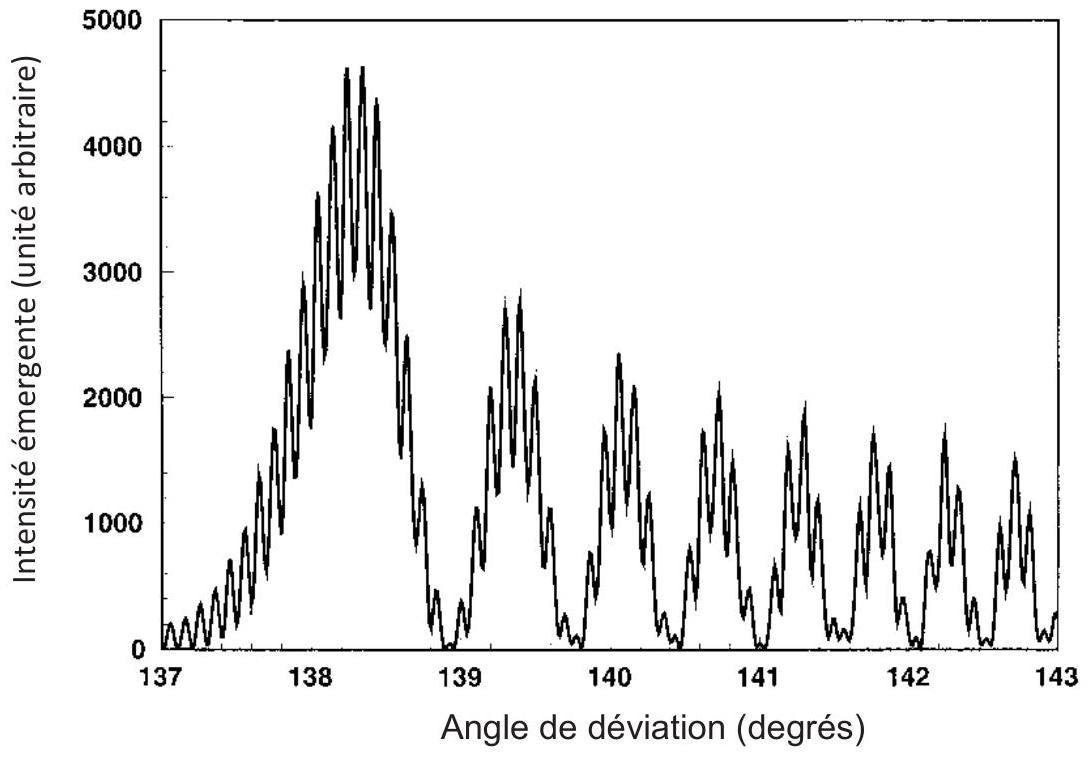 Intensité émergente (unité arbitraire)
5000
4000
3000
2000
1000
0
137 138 139 140 141 142 143
Angle de déviation (degrés)